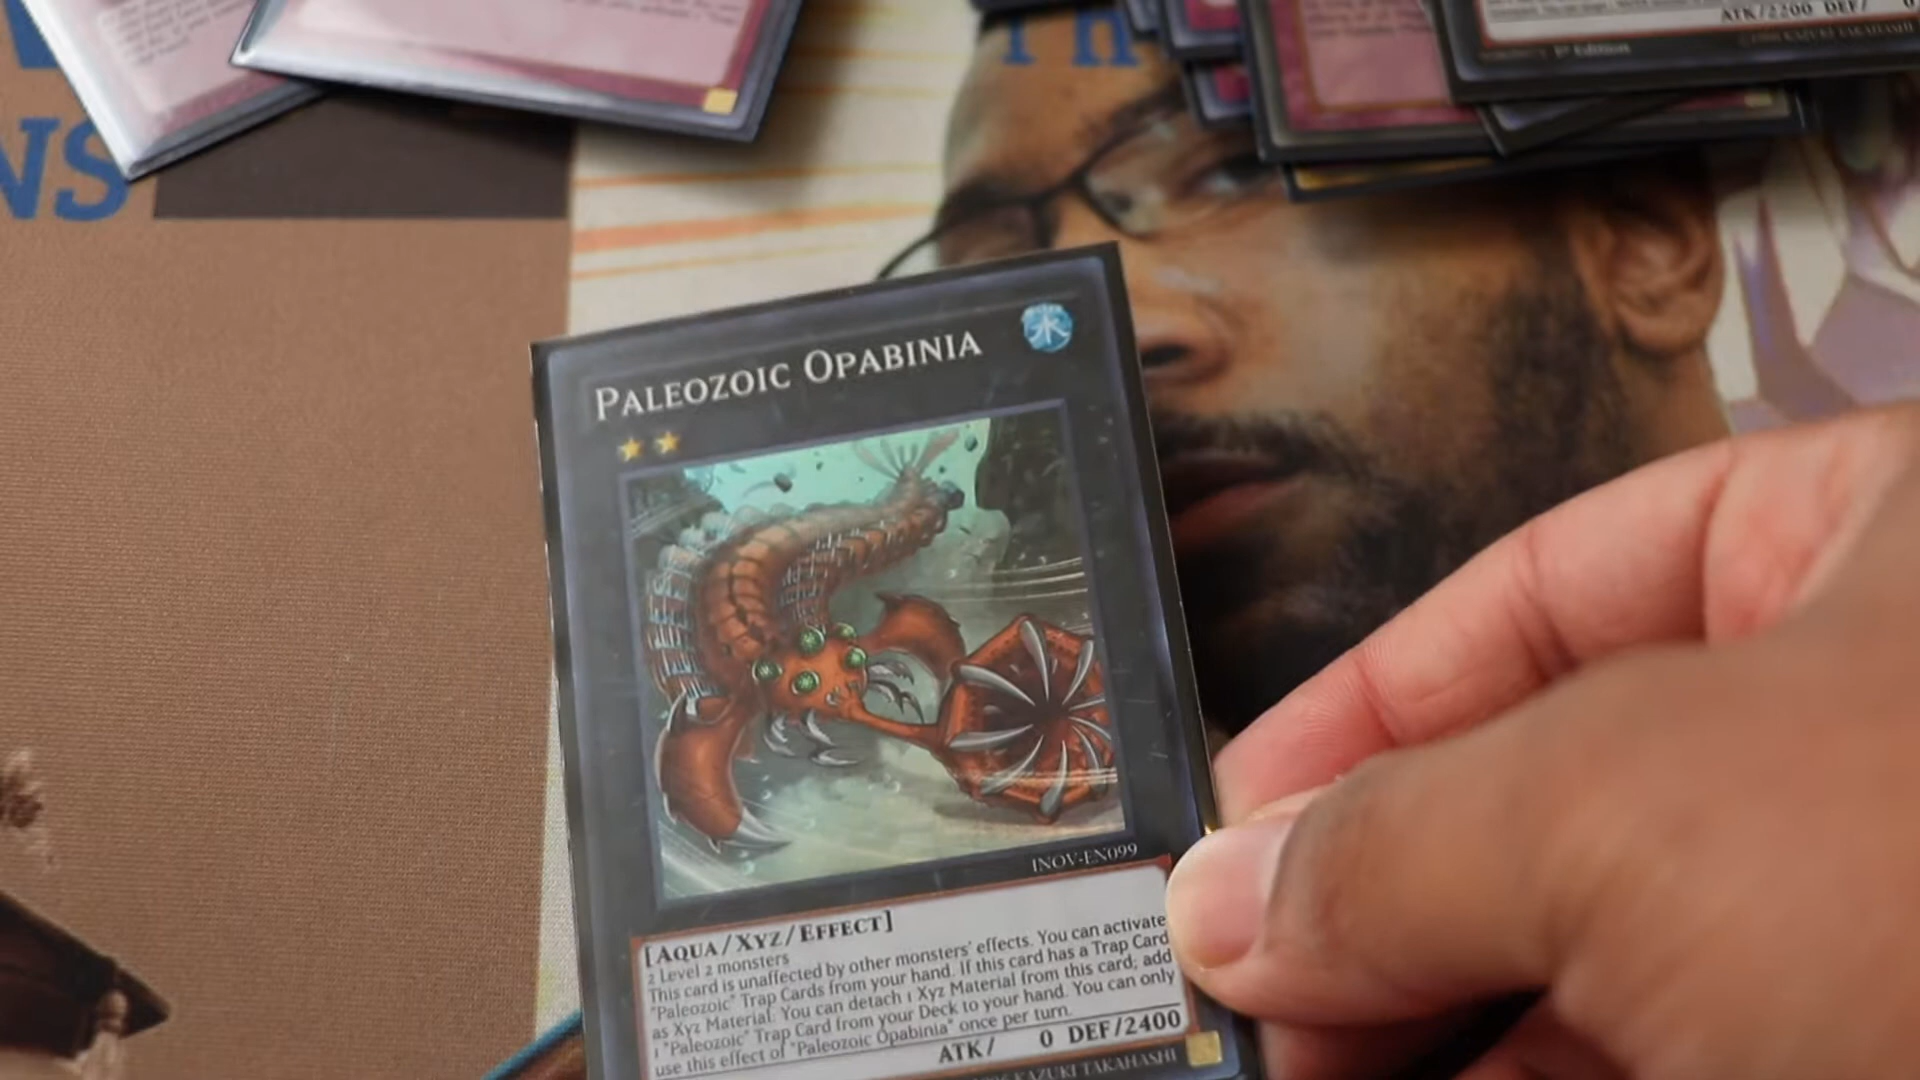 NS
Th
ATK/2200 DEF/ 0
1st Edition
PALEOZOIC OPABINIA
水
INOV-EN099
[AQUA/XYZ/EFFECT]
2 Level 2 monsters
This card is unaffected by other monsters' effects. You can activate
"Paleozoic" Trap Cards from your hand. If this card has a Trap Card
as Xyz Material: You can detach 1 Xyz Material from this card; add
1 "Paleozoic" Trap Card from your Deck to your hand. You can only
use this effect of "Paleozoic Opabinia" once per turn.
ATK/ 0 DEF/2400
KAZUKI TAKAHASHI